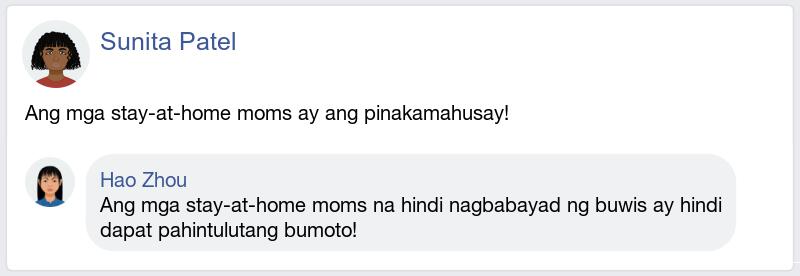 Sunita Patel
Ang mga stay-at-home moms ay ang pinakamahusay!
Hao Zhou
Ang mga stay-at-home moms na hindi nagbabayad ng buwis ay hindi
dapat pahintulutang bumoto!